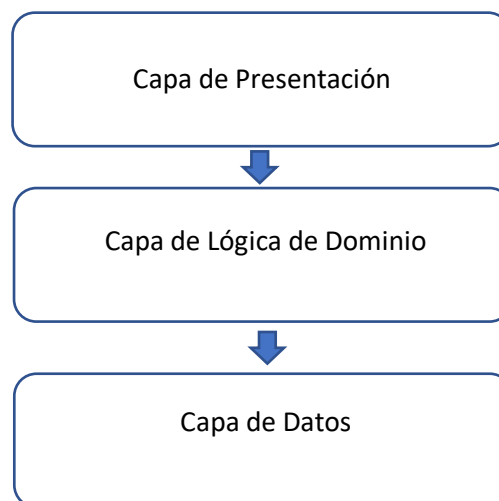 Capa de Presentación
Capa de Lógica de Dominio
Capa de Datos